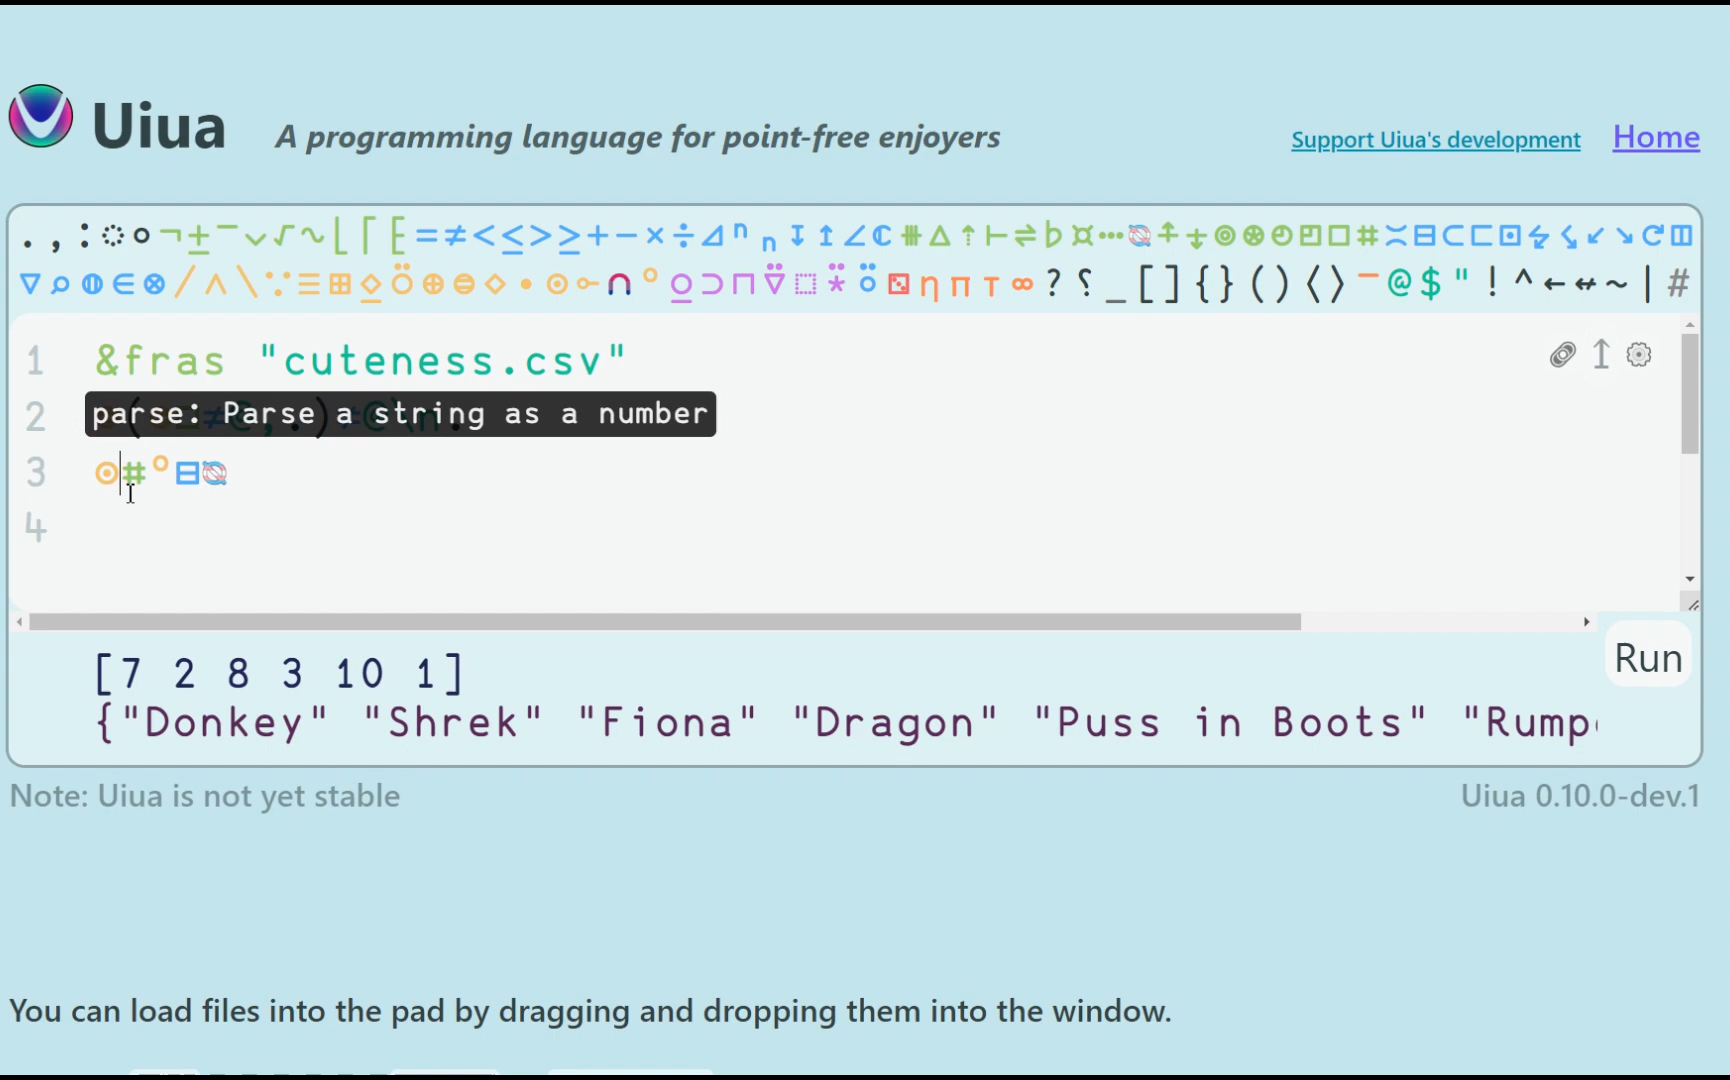 Uiua
A programming language for point-free enjoyers
Support Uiua's development
Home
. , : ◌ ∘ ¬ ± ¯ ⌵ √ ∿ ⌊ ⌈ ⁅ = ≠ < ≤ > ≥ + - × ÷ ◿ ⁿ ₙ ↧ ↥ ∠ ℂ ⧻ △ ⇡ ⊢ ⇌ ♭ ¤ ⋯ ⍉ ⍏ ⍖ ⊚ ⊛ ◴ ◰ □ ⋕ ≍ ⊟ ⊂ ⊏ ⊡ ↯ ☇ ↙ ↘ ↻ ◫
▽ ⌕ ⦷ ∊ ⊗ / ∧ \ ∵ ≡ ⊞ ⍚ ⊕ ⊜ ◇ ⊙ ⟜ ∩ ° ⍜ ⊃ ⊓ ⍢ ⬚ ⚂ η π τ ∞ ? ⸮ _ [ ] { } ( ) ⟨ ⟩ ¯ @ $ " ! ^ ← ↚ ~ | #
1 &fras "cuteness.csv"
2 parse: Parse a string as a number
3 ⊙⋕°⊟⍉
4
[7 2 8 3 10 1]
{"Donkey" "Shrek" "Fiona" "Dragon" "Puss in Boots" "Rump
Run
Note: Uiua is not yet stable
Uiua 0.10.0-dev.1
You can load files into the pad by dragging and dropping them into the window.